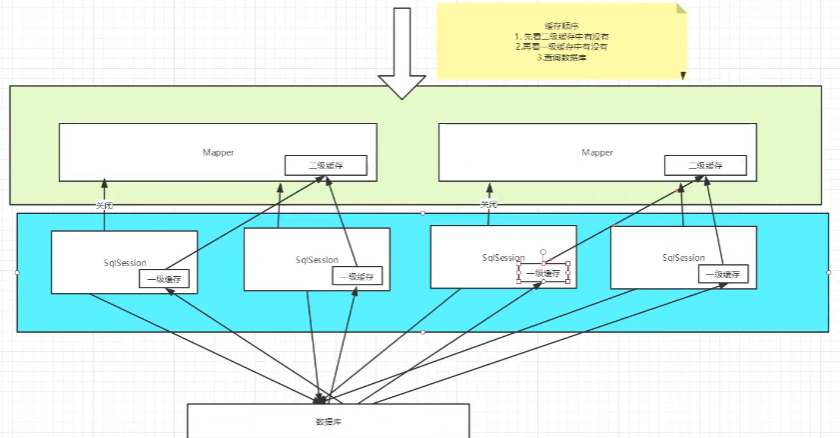 缓存顺序
1. 先看二级缓存中有没有
2.再看一级缓存中有没有
3.查询数据库
Mapper
二级缓存
Mapper
二级缓存
关闭
关闭
SqlSession
一级缓存
SqlSession
一级缓存
SqlSession
一级缓存
SqlSession
一级缓存
数据库